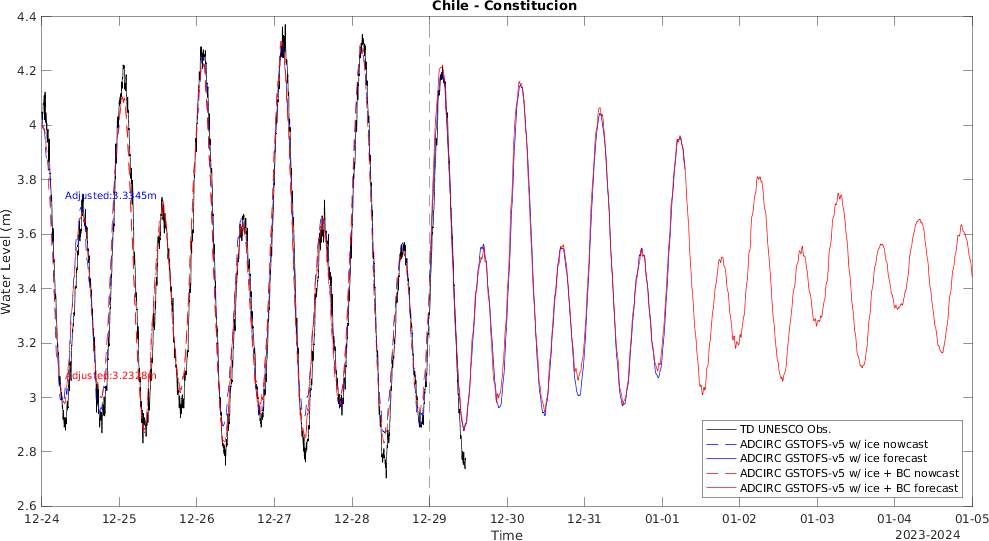 Chile - Constitucion
4.4
4.2
4
3.8
3.6
3.4
3.2
3
2.8
2.6
Water Level (m)
Adjusted:3.3345m
Adjusted:3.2328m
TD UNESCO Obs.
ADCIRC GSTOFS-v5 w/ ice nowcast
ADCIRC GSTOFS-v5 w/ ice forecast
ADCIRC GSTOFS-v5 w/ ice + BC nowcast
ADCIRC GSTOFS-v5 w/ ice + BC forecast
12-24 12-25 12-26 12-27 12-28 12-29 12-30 12-31 01-01 01-02 01-03 01-04 01-05
Time
2023-2024